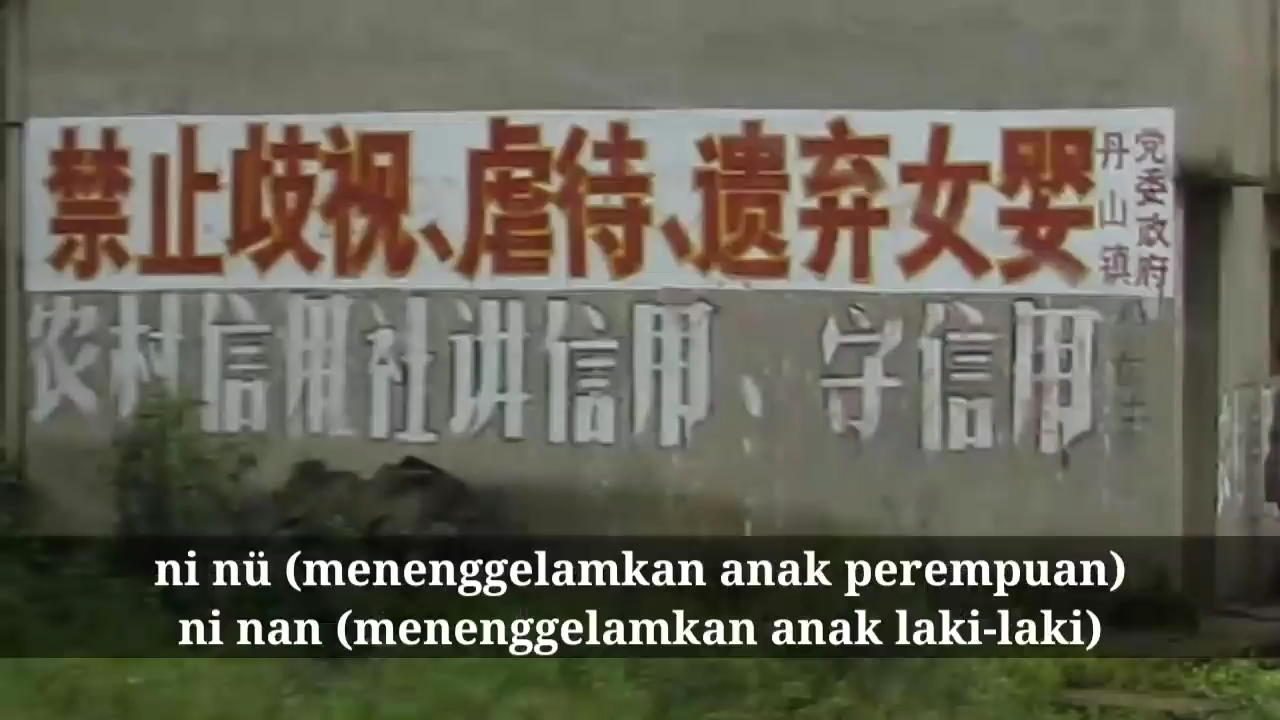 禁止歧视、虐待、遗弃女婴
丹山镇
党委政府
农村信用社讲信用、守信用
ni nü (menenggelamkan anak perempuan)
ni nan (menenggelamkan anak laki-laki)